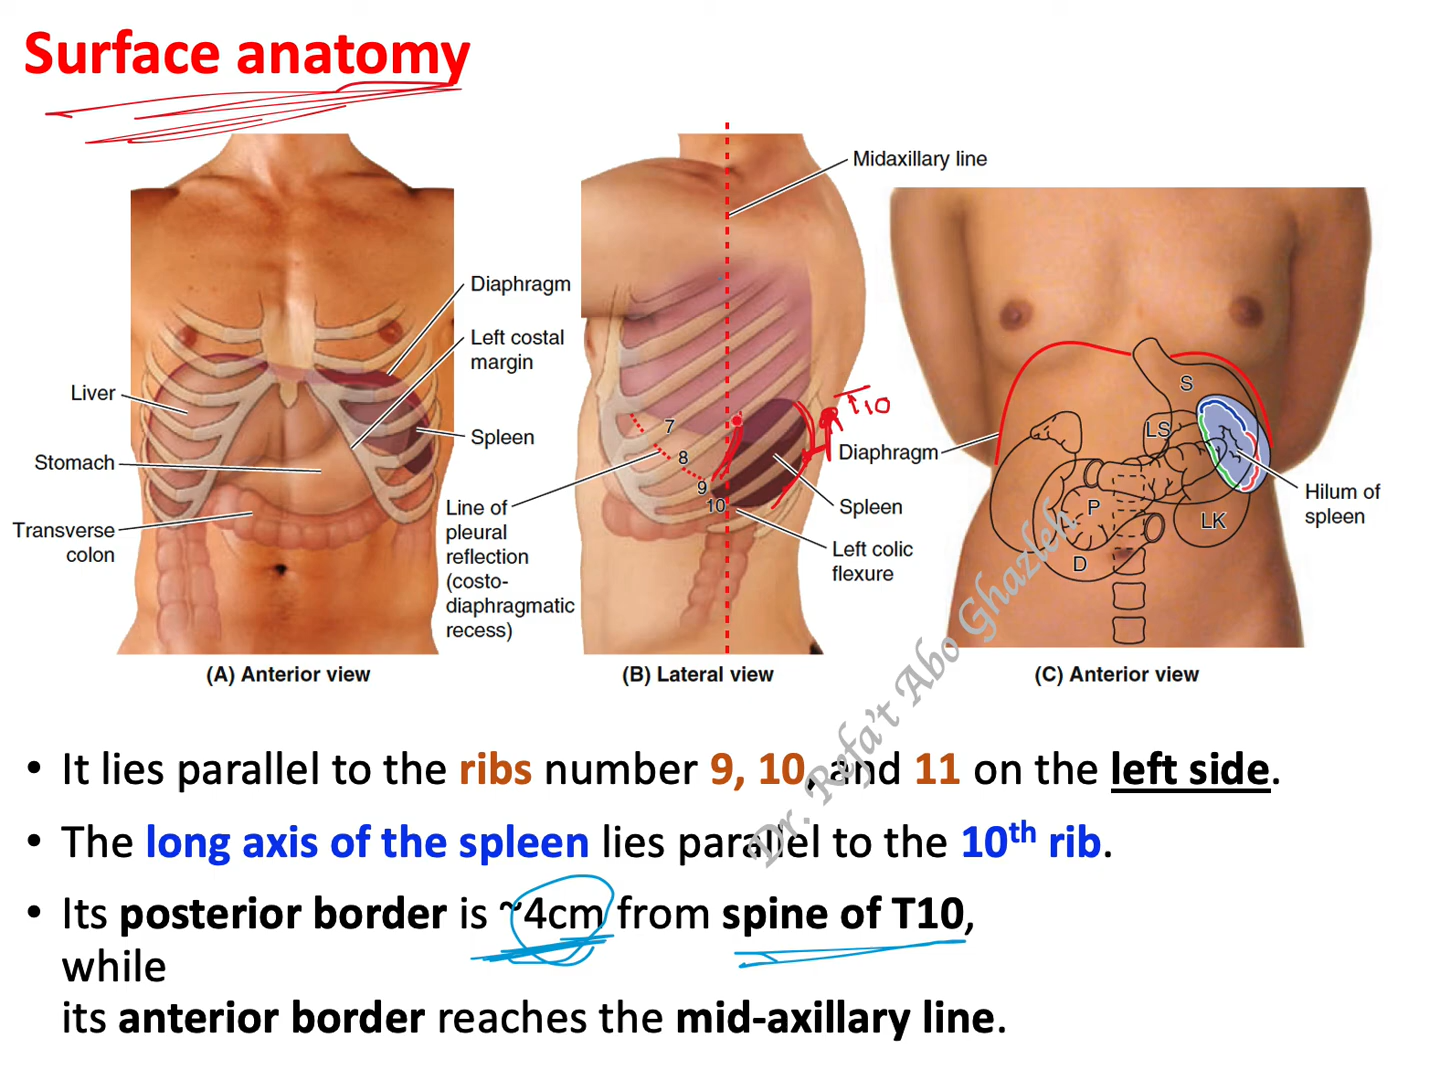 Surface anatomy
Diaphragm
Left costal
margin
Liver
Spleen
Stomach
Transverse
colon
(A) Anterior view
Midaxillary line
T10
7
8
9
10
Line of
pleural
reflection
(costo-
diaphragmatic
recess)
Spleen
Left colic
flexure
(B) Lateral view
Diaphragm
S
LS
P
LK
D
Hilum of
spleen
(C) Anterior view
• It lies parallel to the ribs number 9, 10, and 11 on the left side.
• The long axis of the spleen lies parallel to the 10th rib.
• Its posterior border is ~4cm from spine of T10,
while
its anterior border reaches the mid-axillary line.
Dr. Refa't Abo Ghazleh